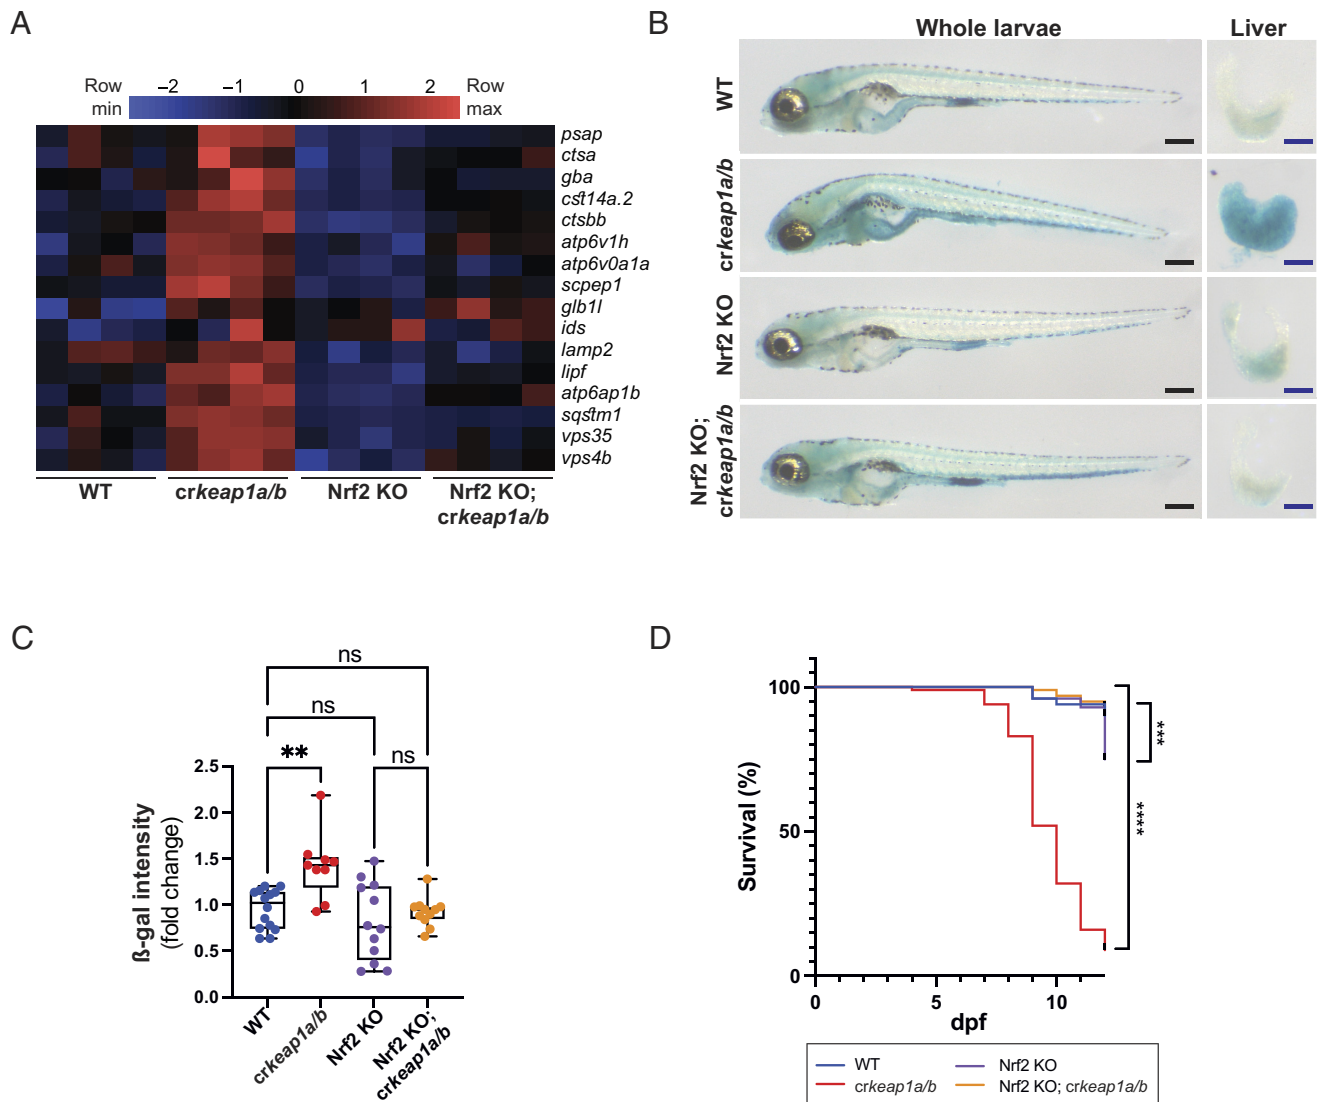 A
Row min −2 −1 0 1 2 Row max
psap
ctsa
gba
cst14a.2
ctsbb
atp6v1h
atp6v0a1a
scpep1
glb1l
ids
lamp2
lipf
atp6ap1b
sqstm1
vps35
vps4b
WT crkeap1a/b Nrf2 KO Nrf2 KO; crkeap1a/b
B
Whole larvae Liver
WT
crkeap1a/b
Nrf2 KO
Nrf2 KO;
crkeap1a/b
C
ns
ns
ns
**
ß-gal intensity
(fold change)
2.5
2.0
1.5
1.0
0.5
0.0
WT
crkeap1a/b
Nrf2 KO
Nrf2 KO;
crkeap1a/b
D
Survival (%)
100
50
0
0 5 10
dpf
***
****
WT Nrf2 KO
crkeap1a/b Nrf2 KO; crkeap1a/b